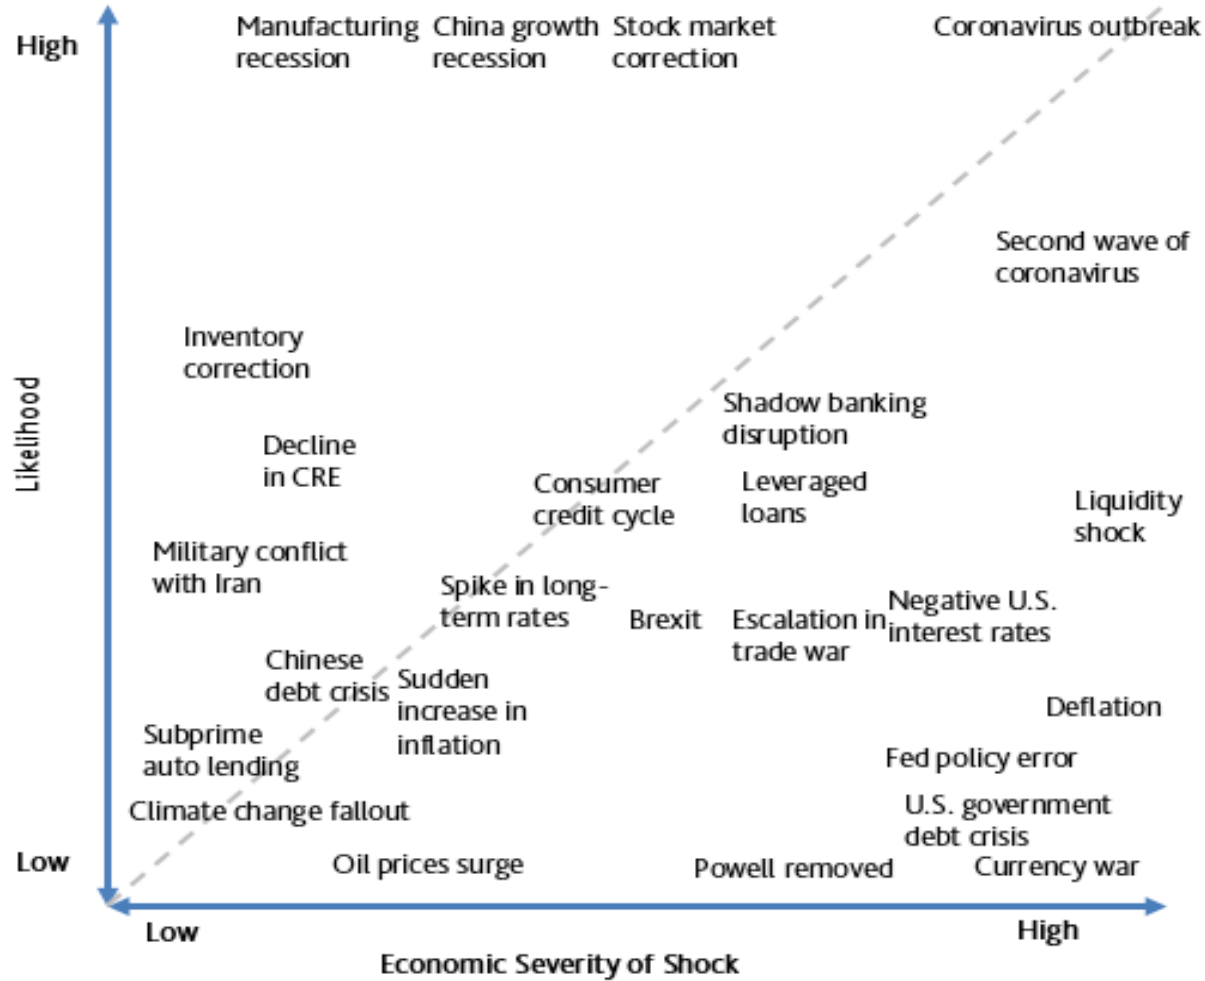 High
Manufacturing
recession
China growth
recession
Stock market
correction
Coronavirus outbreak
Second wave of
coronavirus
Inventory
correction
Likelihood
Shadow banking
disruption
Decline
in CRE
Consumer
credit cycle
Leveraged
loans
Liquidity
shock
Military conflict
with Iran
Spike in long-
term rates
Brexit
Escalation in
trade war
Negative U.S.
interest rates
Chinese
debt crisis
Sudden
increase in
inflation
Deflation
Subprime
auto lending
Fed policy error
Climate change fallout
U.S. government
debt crisis
Low
Oil prices surge
Powell removed
Currency war
Low
High
Economic Severity of Shock